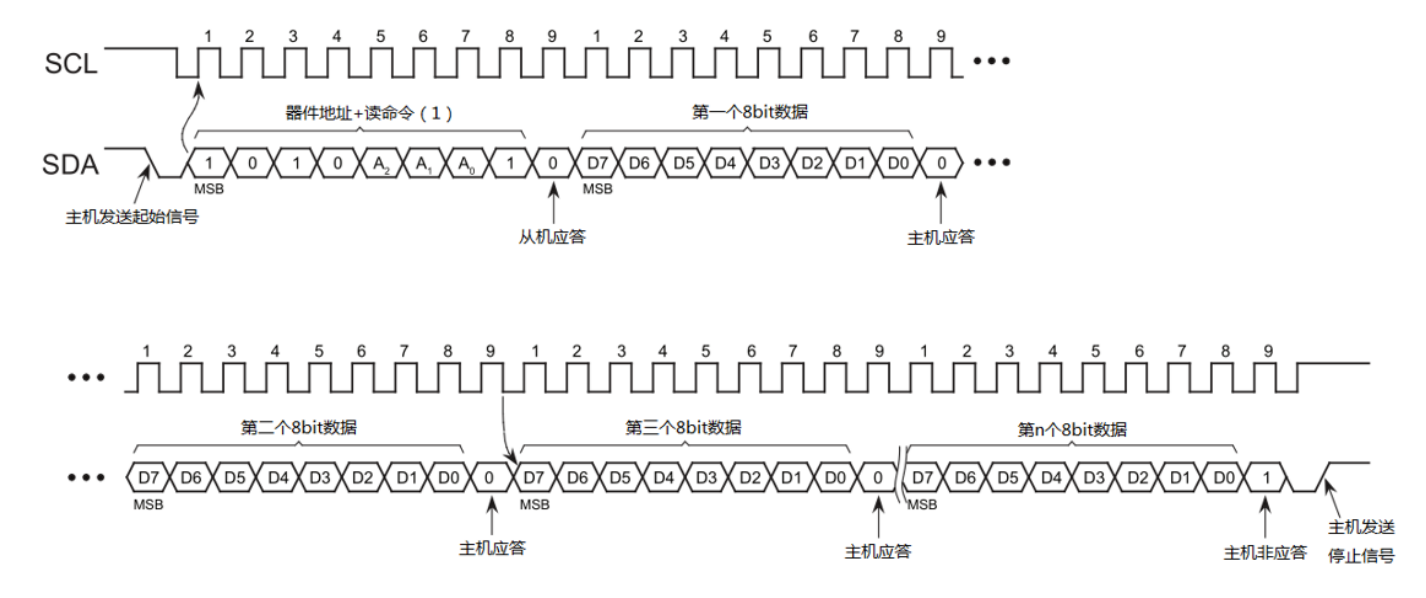 1 2 3 4 5 6 7 8 9 1 2 3 4 5 6 7 8 9
SCL
器件地址+读命令（1） 第一个8bit数据
SDA 1 0 1 0 A2 A1 A0 1 0 D7 D6 D5 D4 D3 D2 D1 D0 0
MSB MSB
主机发送起始信号 从机应答 主机应答
1 2 3 4 5 6 7 8 9 1 2 3 4 5 6 7 8 9 1 2 3 4 5 6 7 8 9
第二个8bit数据 第三个8bit数据 第n个8bit数据
D7 D6 D5 D4 D3 D2 D1 D0 0 D7 D6 D5 D4 D3 D2 D1 D0 0 D7 D6 D5 D4 D3 D2 D1 D0 1
MSB MSB MSB
主机应答 主机应答 主机非应答 主机发送
停止信号